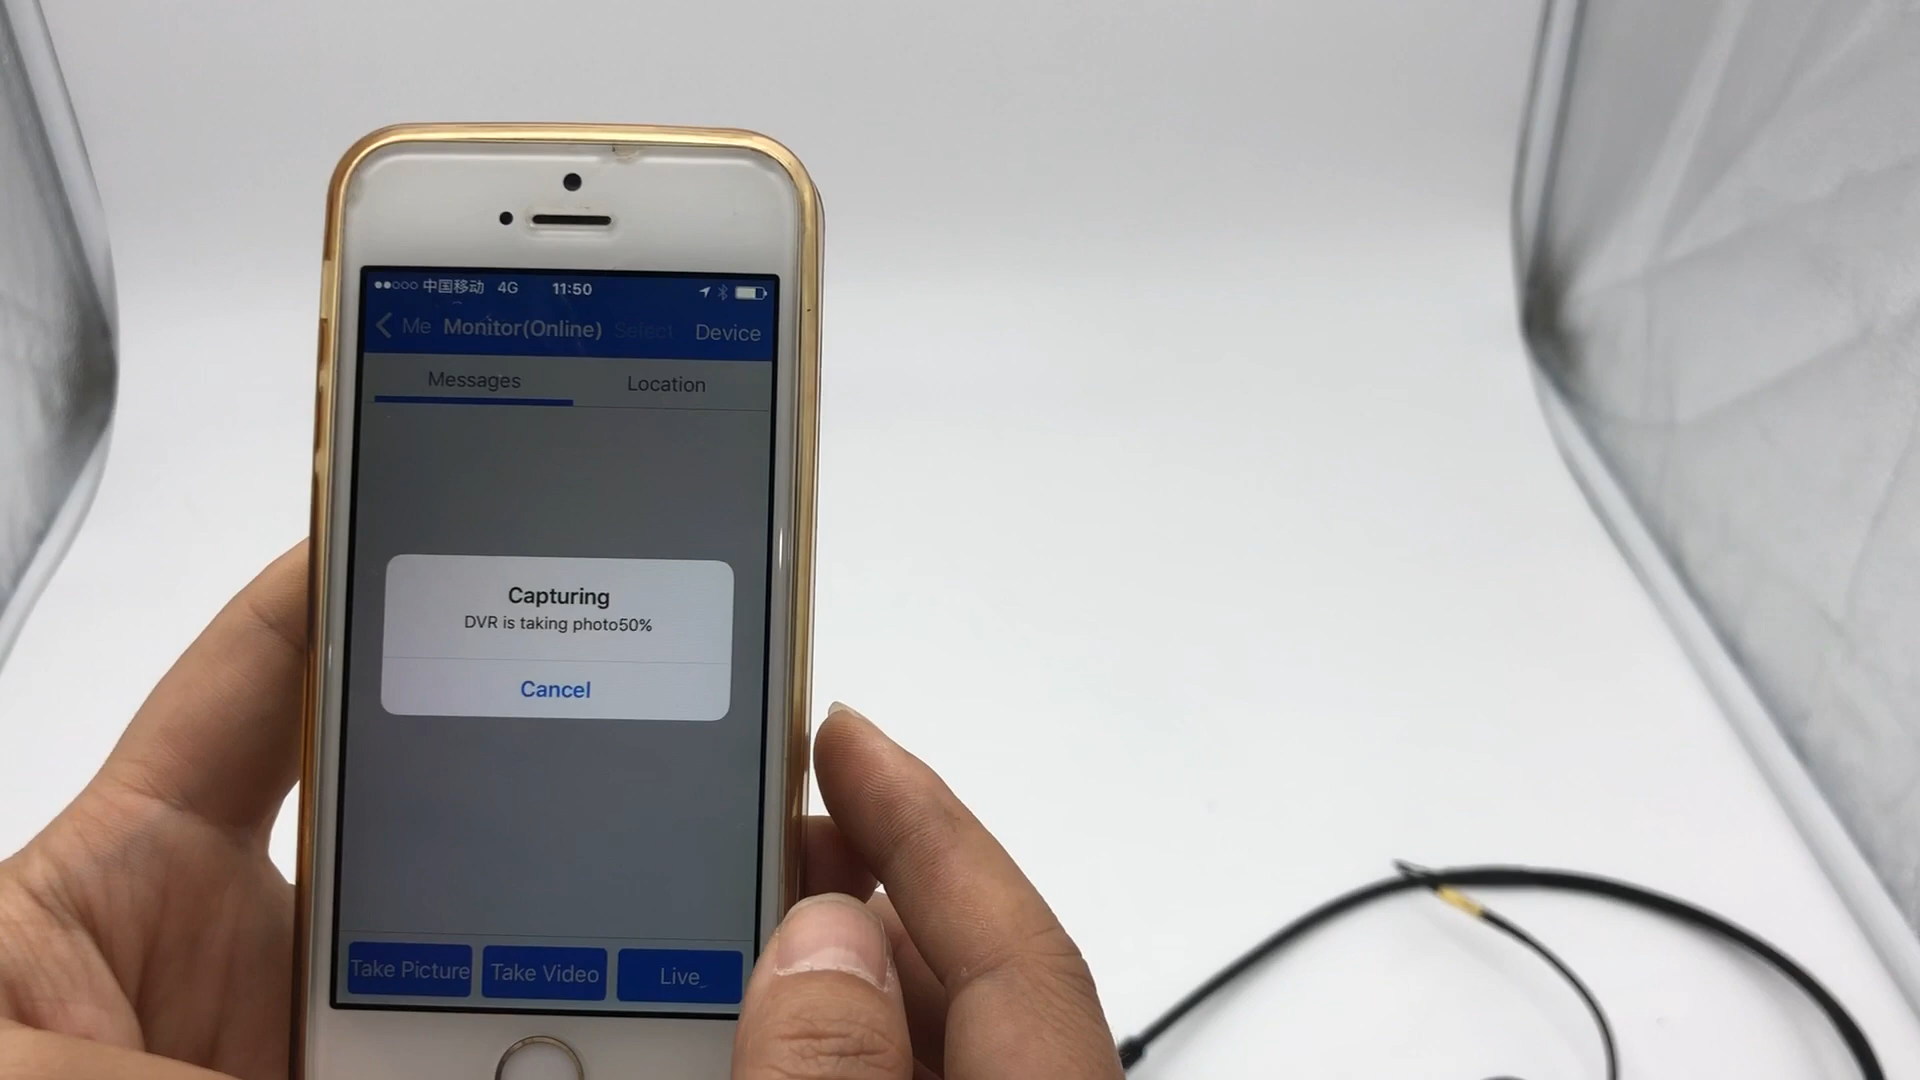 中国移动 4G 11:50
Me Monitor(Online) Select Device
Messages Location
Capturing
DVR is taking photo50%
Cancel
Take Picture Take Video Live